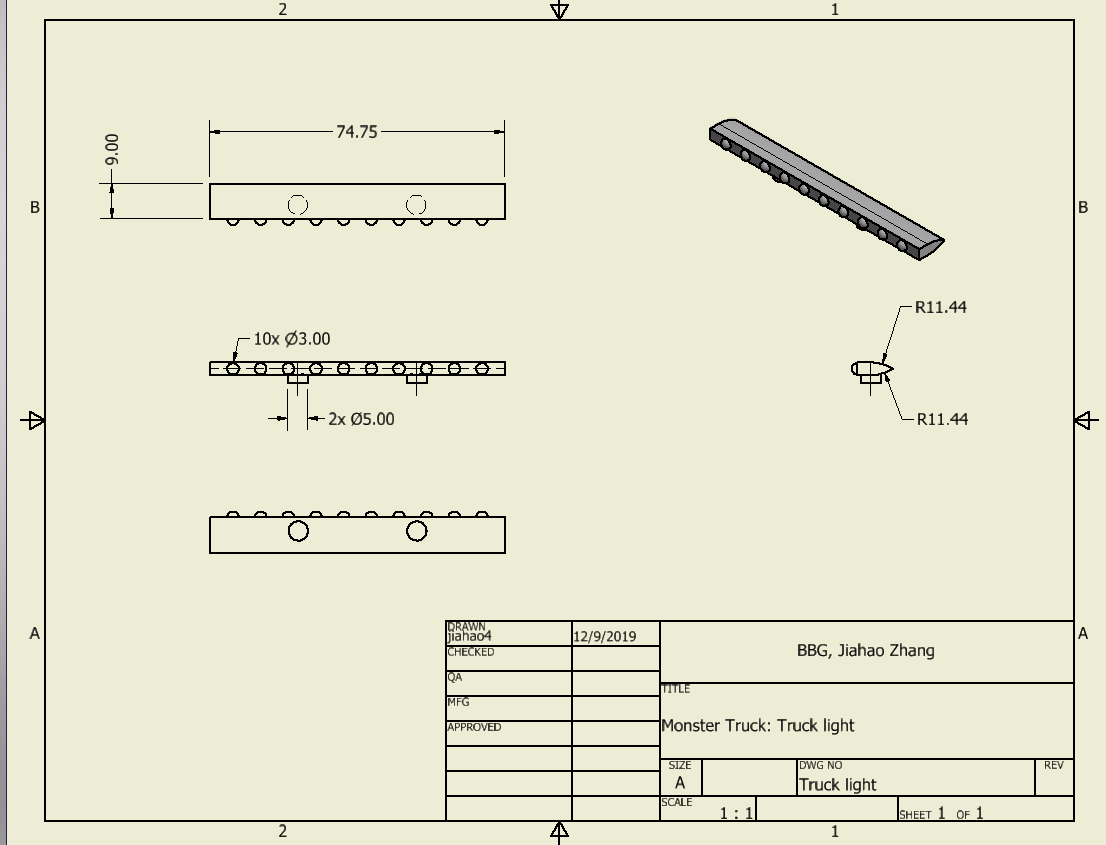 2 1
74.75
9.00
B B
R11.44
10x Ø3.00
2x Ø5.00 R11.44
A A
DRAWN
jiahao4 12/9/2019
CHECKED
QA
MFG
APPROVED
BBG, Jiahao Zhang
TITLE
Monster Truck: Truck light
SIZE
A
DWG NO
Truck light
REV
SCALE
1 : 1
SHEET 1 OF 1
2 1